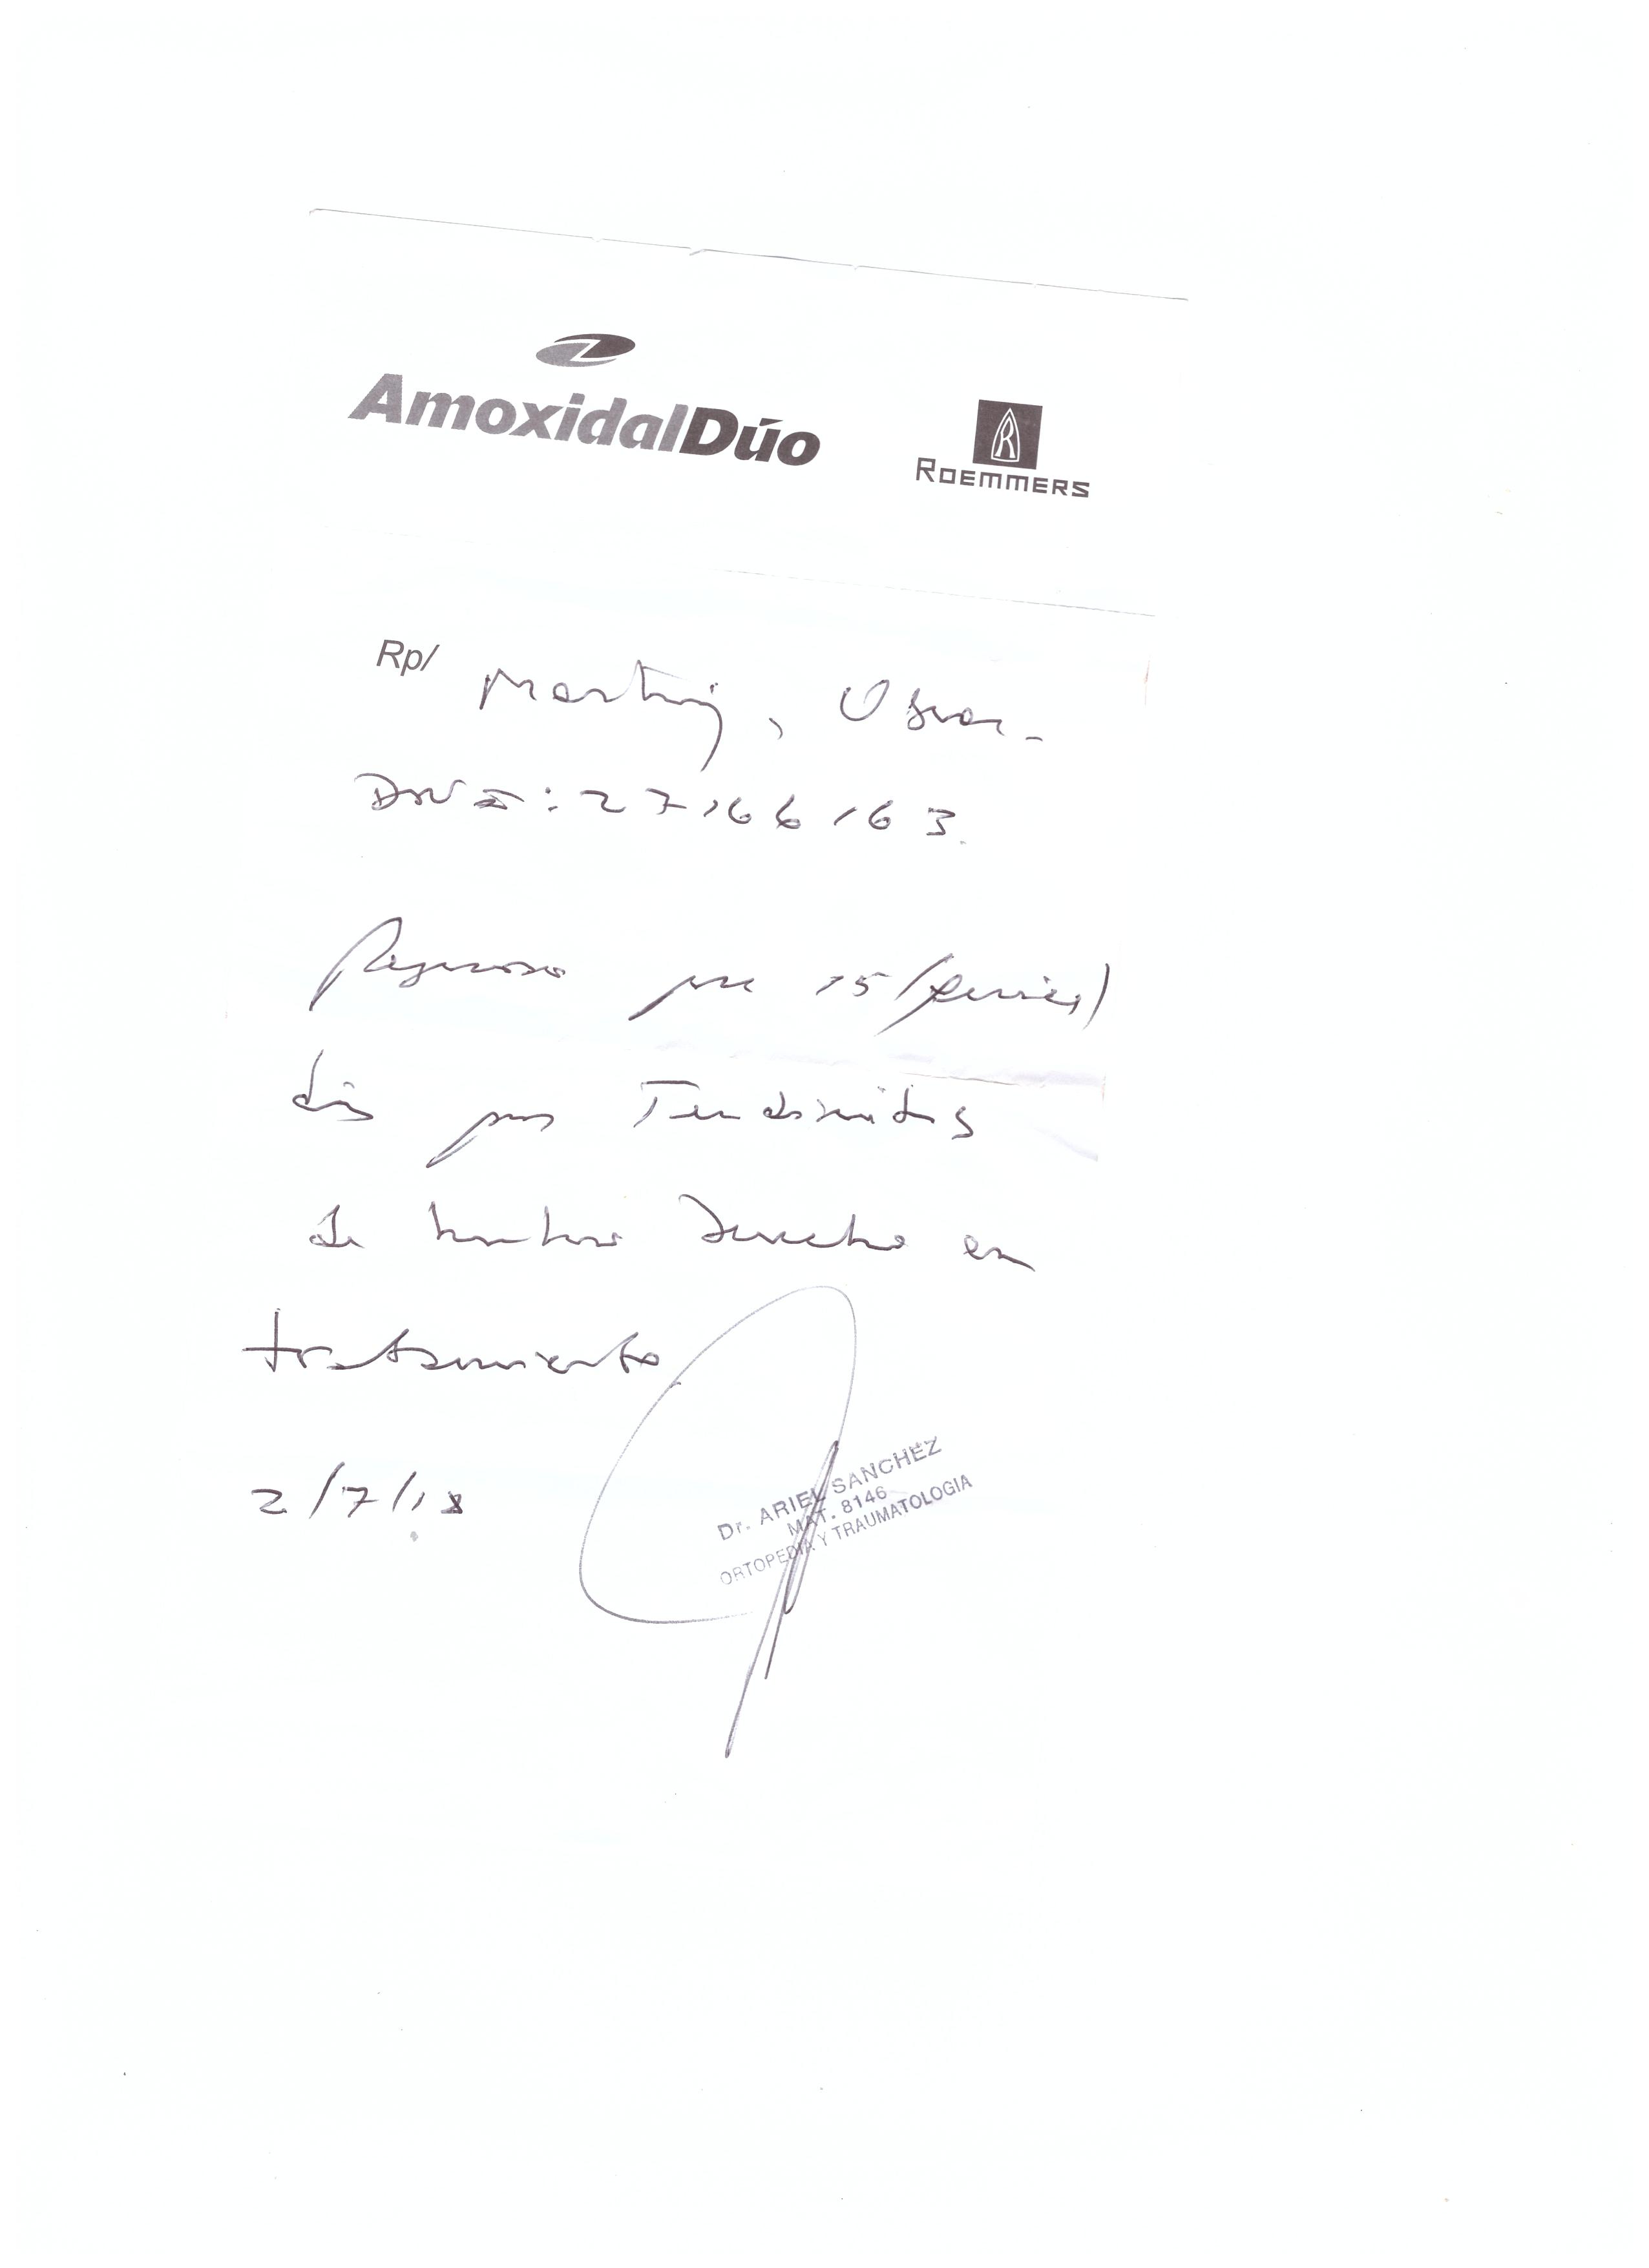 AmoxidalDúo
ROEMMERS
Rp/ Martinez, Oscar.
DNI: 27166163.
Reposo por 15 (quince)
días por Tendinitis
de hombro Derecho en
tratamiento
2/7/18
Dr. ARIEL SANCHEZ
MAT. 8146
ORTOPEDIA Y TRAUMATOLOGIA